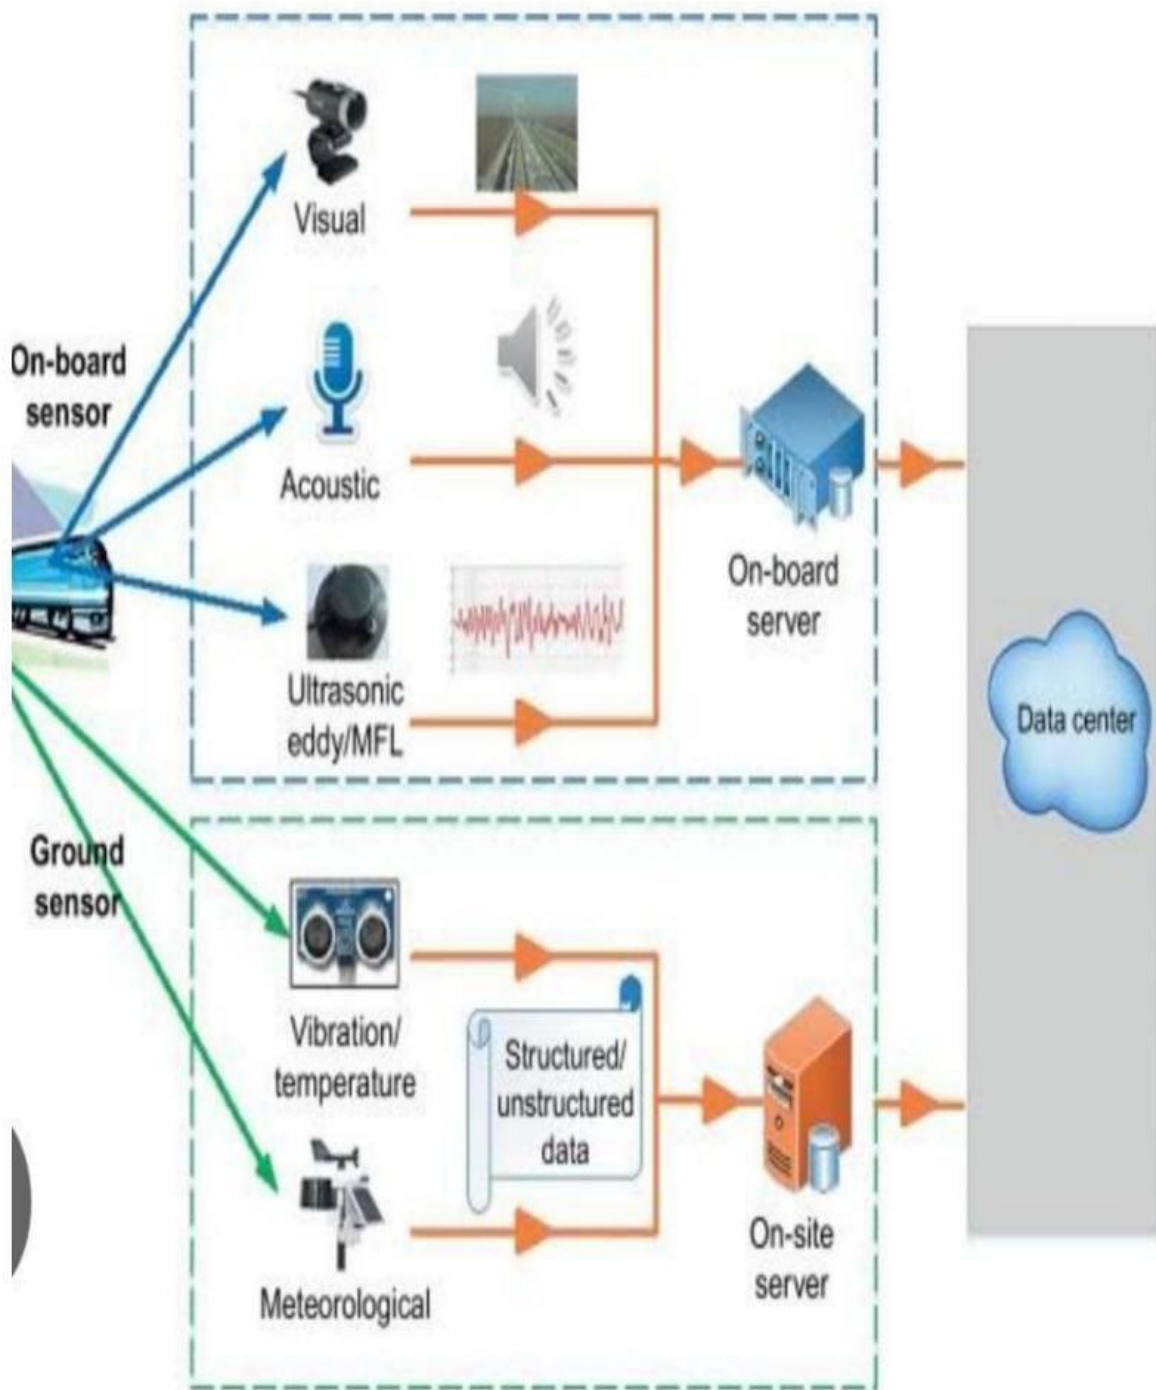 Visual
On-board
sensor
Acoustic
On-board
server
Ultrasonic
eddy/MFL
Data center
Ground
sensor
Vibration/
temperature
Structured/
unstructured
data
On-site
server
Meteorological